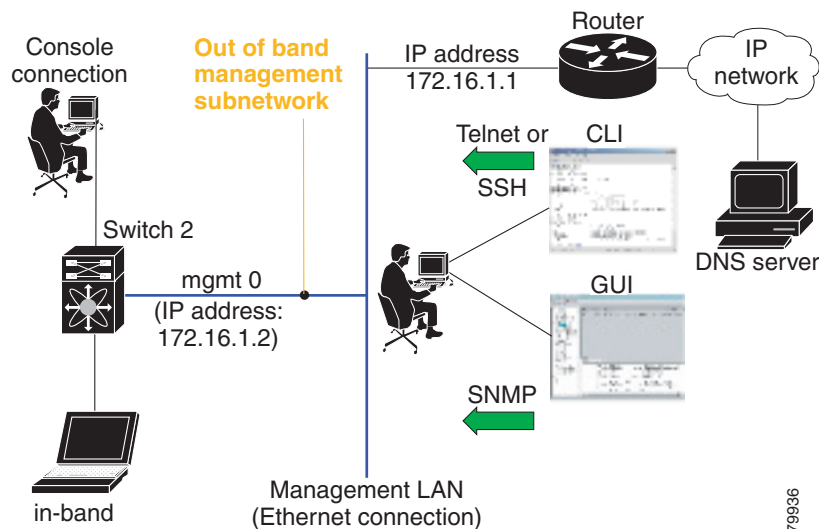 Console
connection
Out of band
management
subnetwork
Router
IP address
172.16.1.1
IP
network
Telnet or
SSH
CLI
Switch 2
DNS server
mgmt 0
(IP address:
172.16.1.2)
GUI
SNMP
in-band
Management LAN
(Ethernet connection)
79936